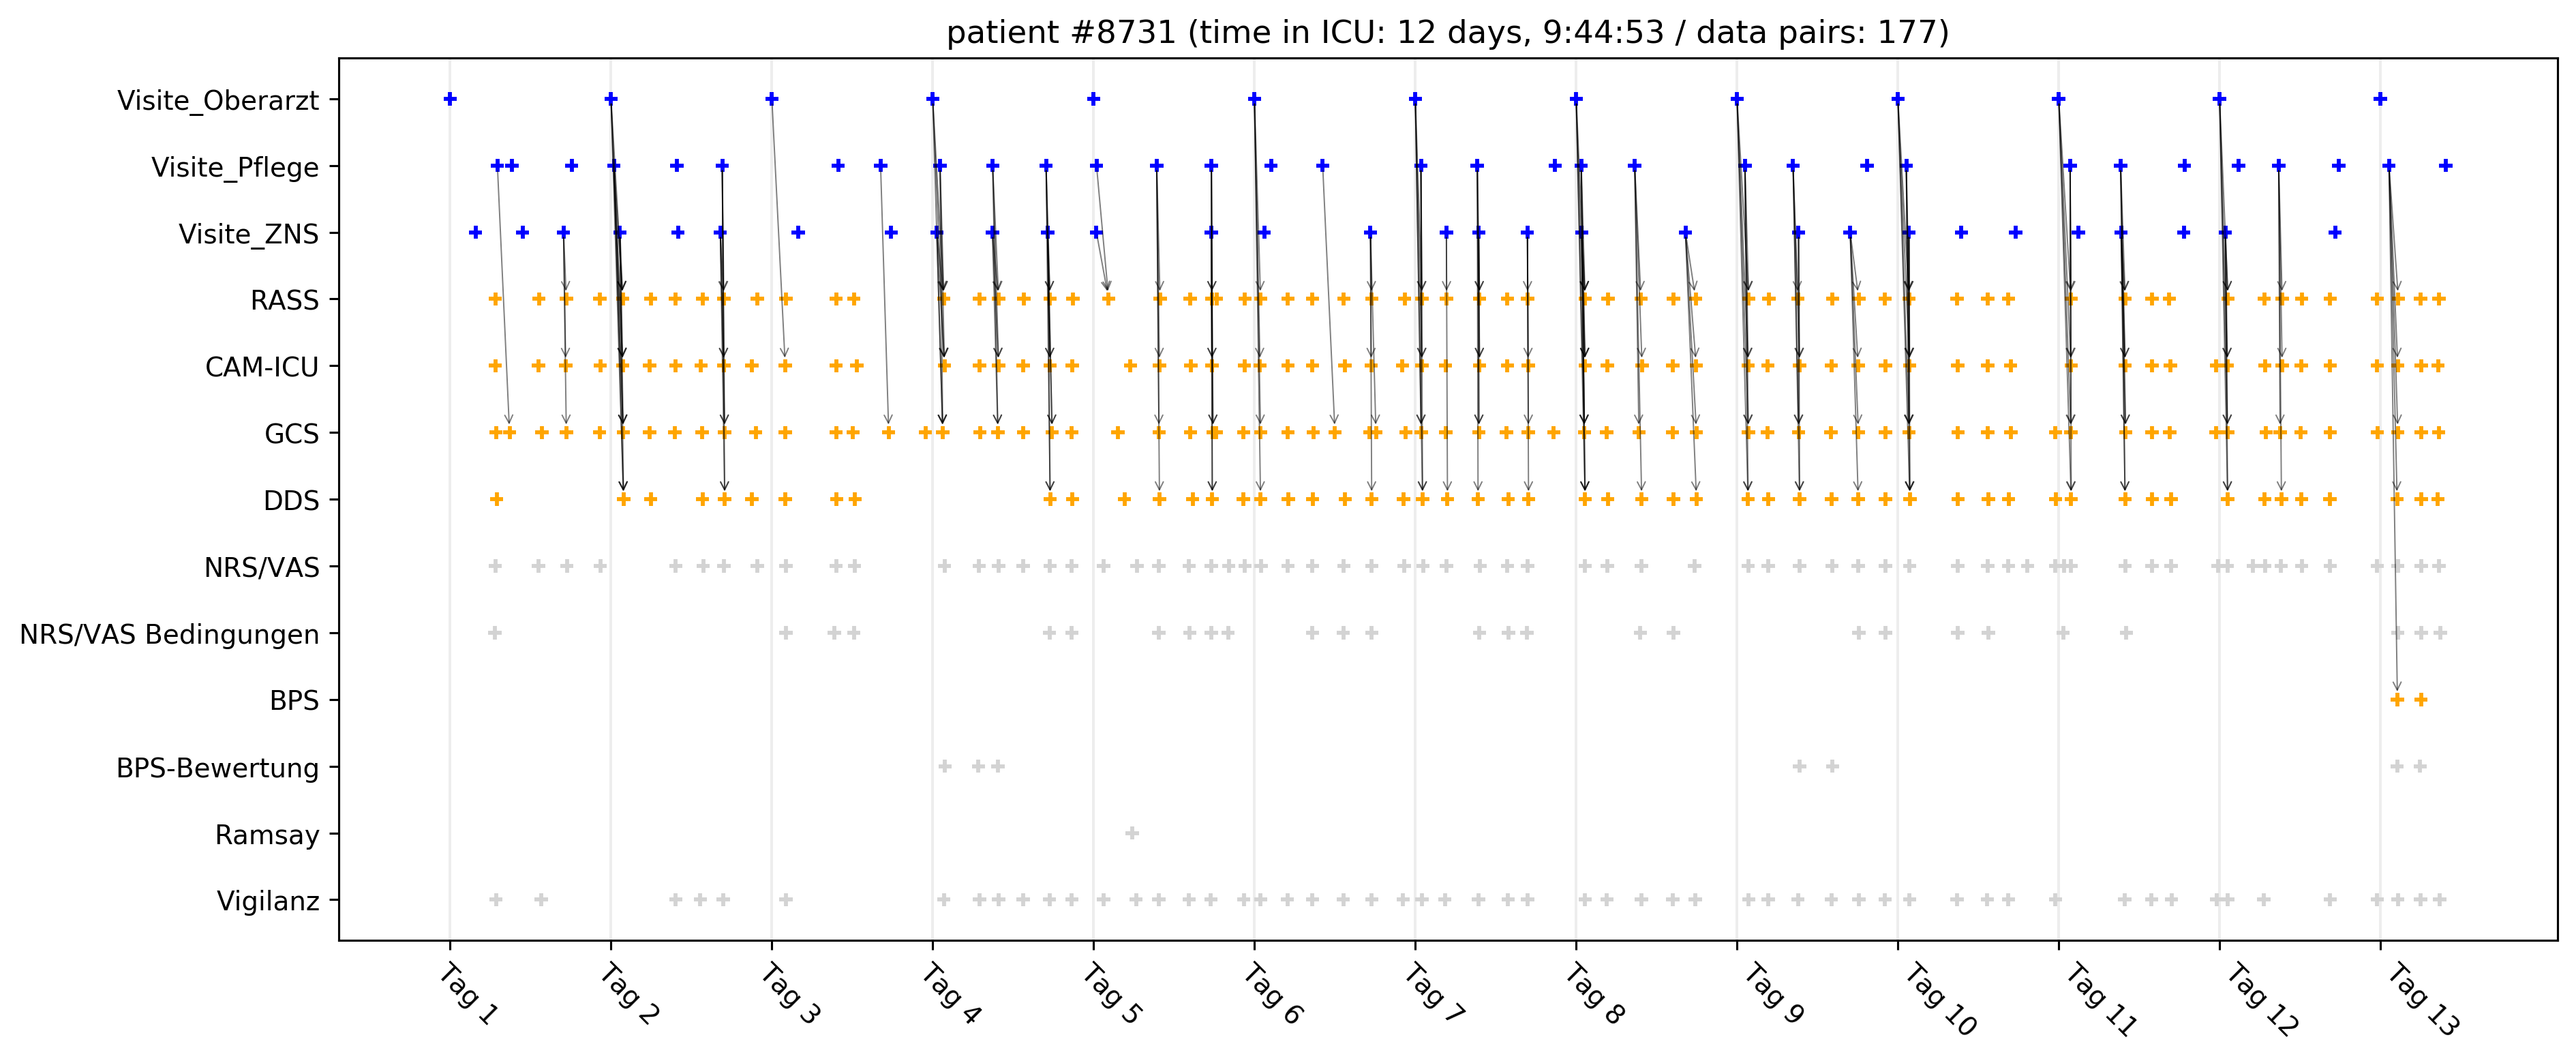 patient #8731 (time in ICU: 12 days, 9:44:53 / data pairs: 177)
Visite_Oberarzt
Visite_Pflege
Visite_ZNS
RASS
CAM-ICU
GCS
DDS
NRS/VAS
NRS/VAS Bedingungen
BPS
BPS-Bewertung
Ramsay
Vigilanz
Tag 1
Tag 2
Tag 3
Tag 4
Tag 5
Tag 6
Tag 7
Tag 8
Tag 9
Tag 10
Tag 11
Tag 12
Tag 13